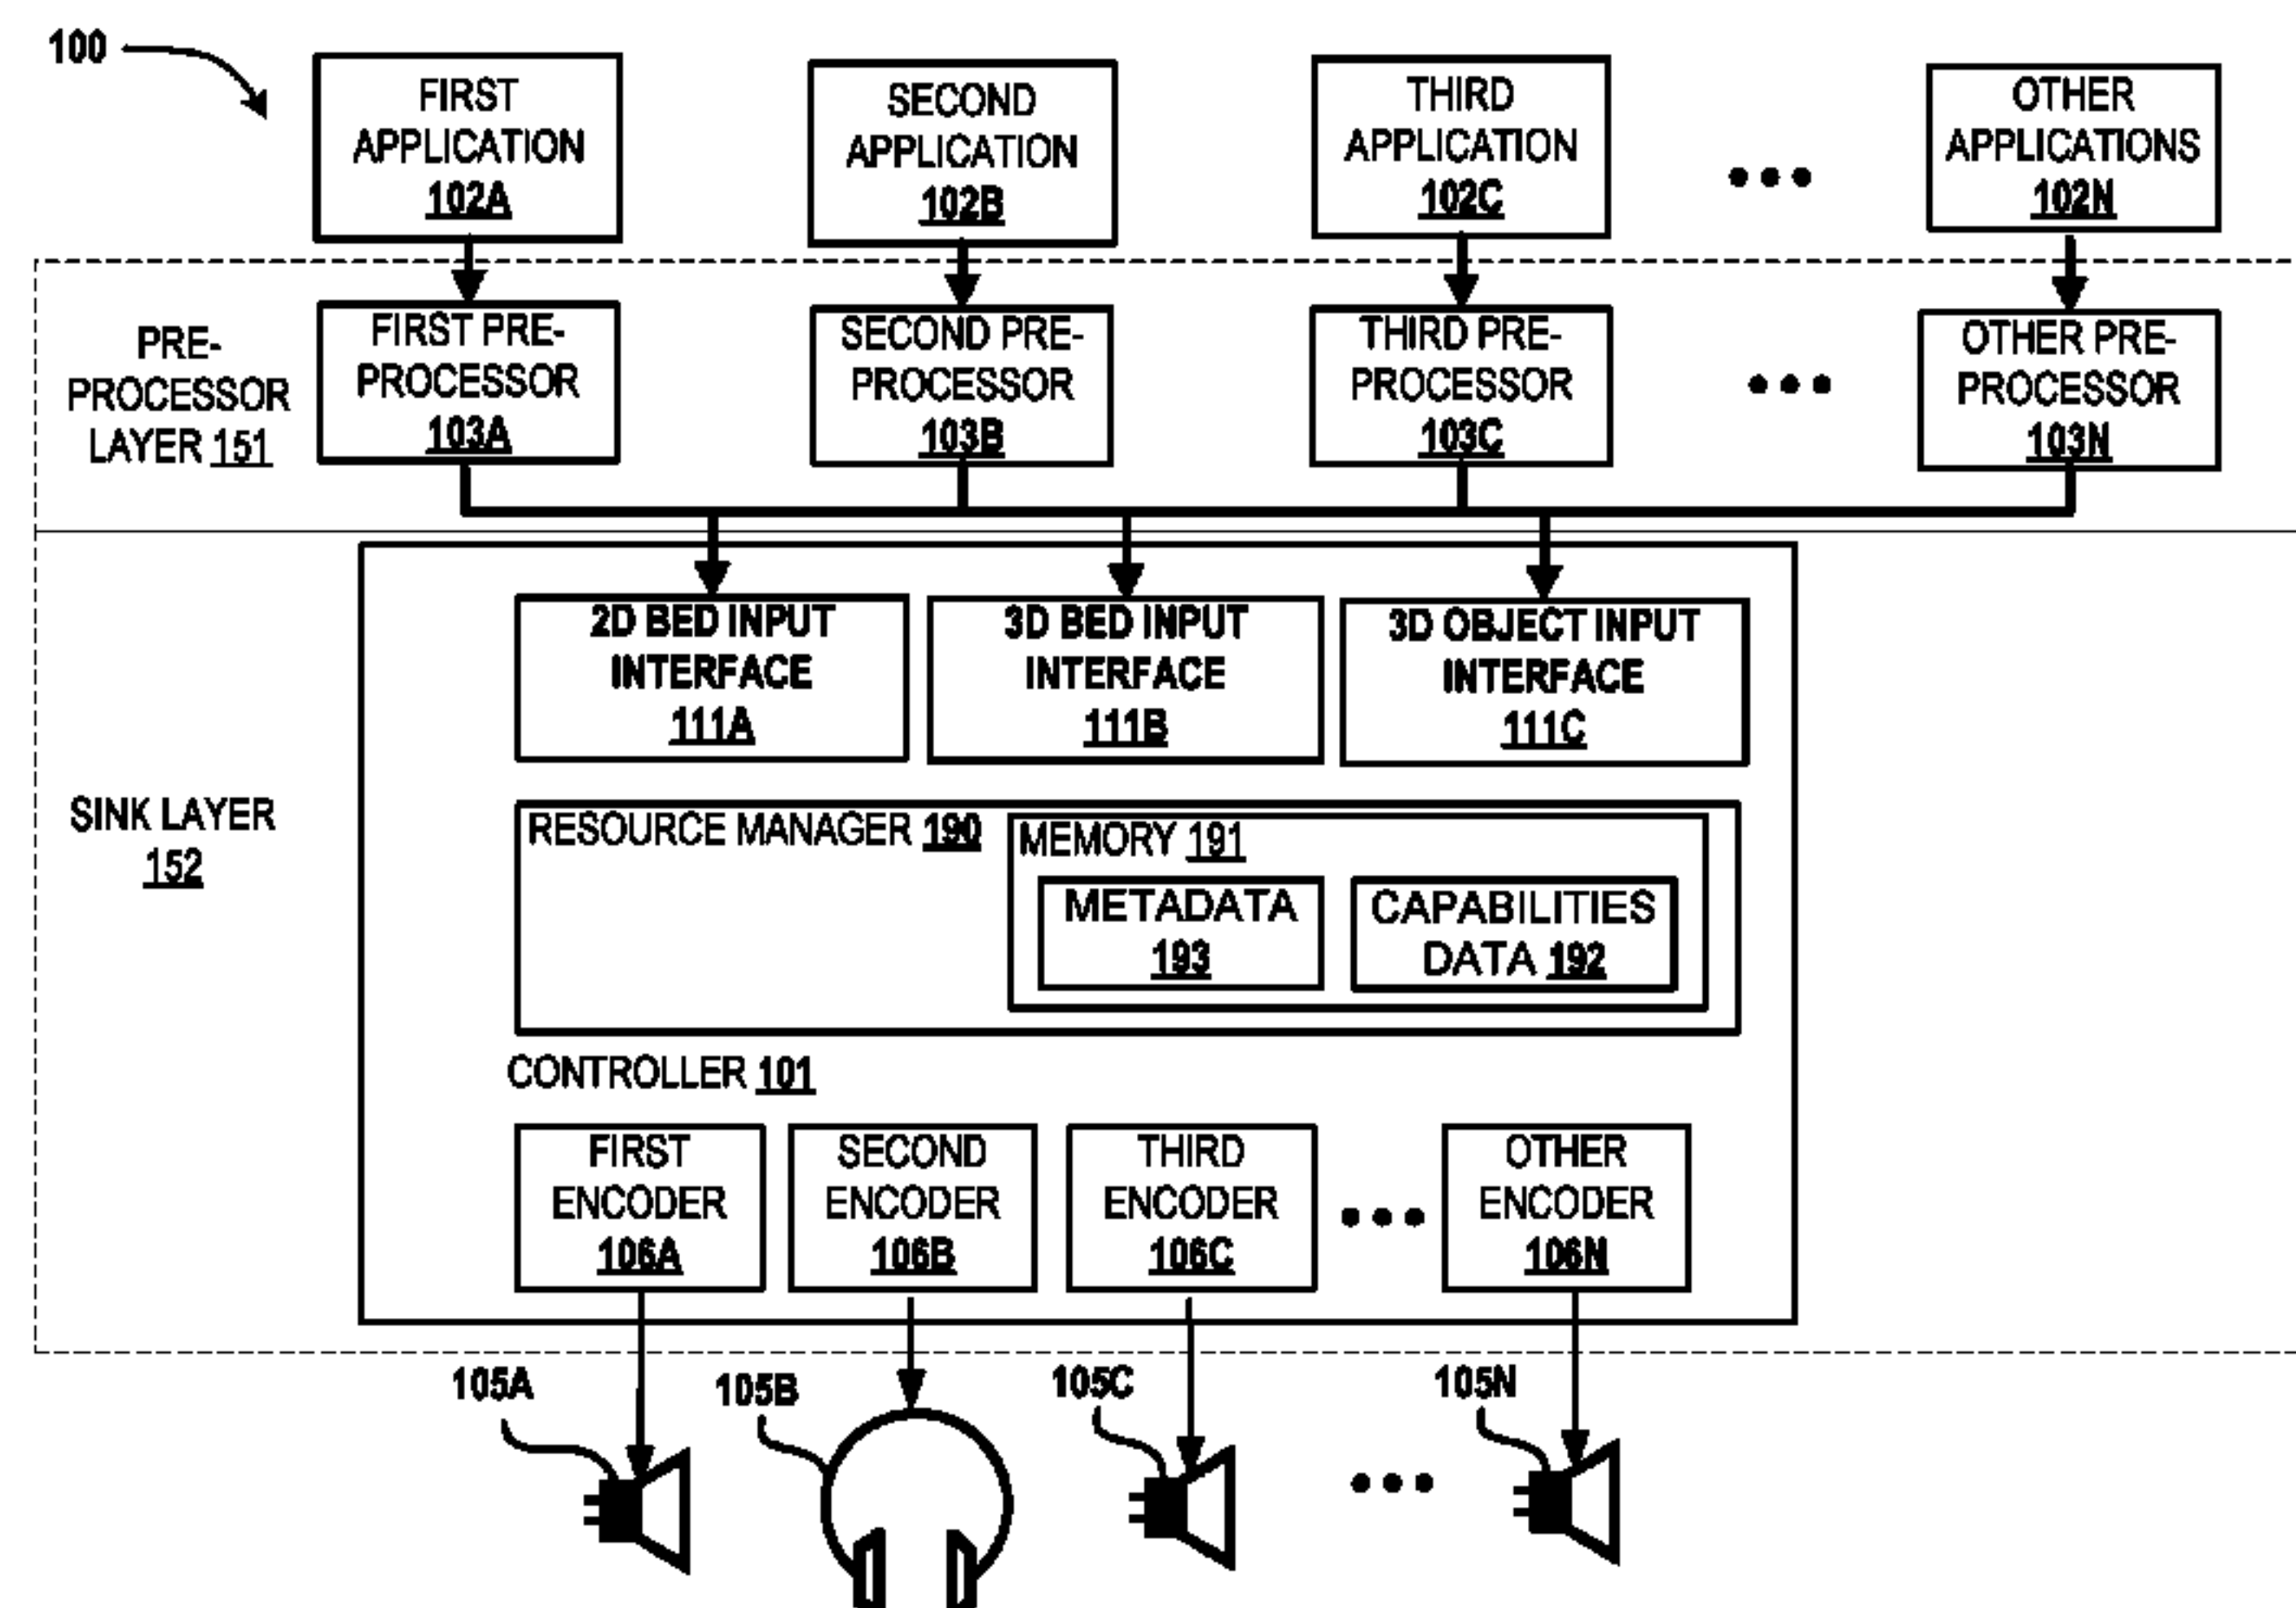 100
FIRST
APPLICATION
102A
SECOND
APPLICATION
102B
THIRD
APPLICATION
102C
OTHER
APPLICATIONS
102N
PRE-
PROCESSOR
LAYER 151
FIRST PRE-
PROCESSOR
103A
SECOND PRE-
PROCESSOR
103B
THIRD PRE-
PROCESSOR
103C
OTHER PRE-
PROCESSOR
103N
SINK LAYER
152
2D BED INPUT
INTERFACE
111A
3D BED INPUT
INTERFACE
111B
3D OBJECT INPUT
INTERFACE
111C
RESOURCE MANAGER 190
MEMORY 191
METADATA
193
CAPABILITIES
DATA 192
CONTROLLER 101
FIRST
ENCODER
106A
SECOND
ENCODER
106B
THIRD
ENCODER
106C
OTHER
ENCODER
106N
105A
105B
105C
105N